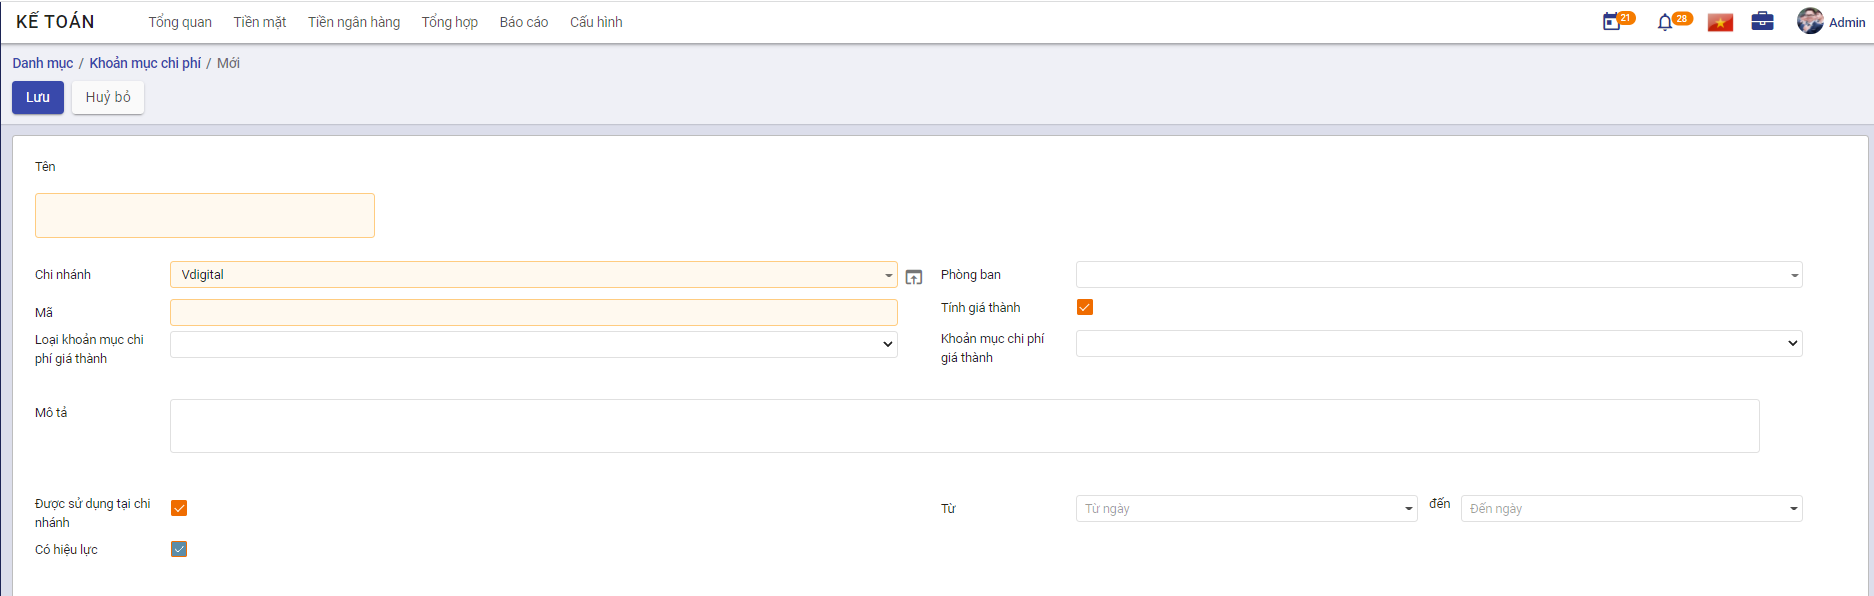 KẾ TOÁN Tổng quan Tiền mặt Tiền ngân hàng Tổng hợp Báo cáo Cấu hình 21 28 Admin
Danh mục / Khoản mục chi phí / Mới
Lưu Huỷ bỏ
Tên
Chi nhánh Vdigital Phòng ban
Mã Tính giá thành
Loại khoản mục chi Khoản mục chi phí
phí giá thành giá thành
Mô tả
Được sử dụng tại chi Từ Từ ngày đến Đến ngày
nhánh
Có hiệu lực